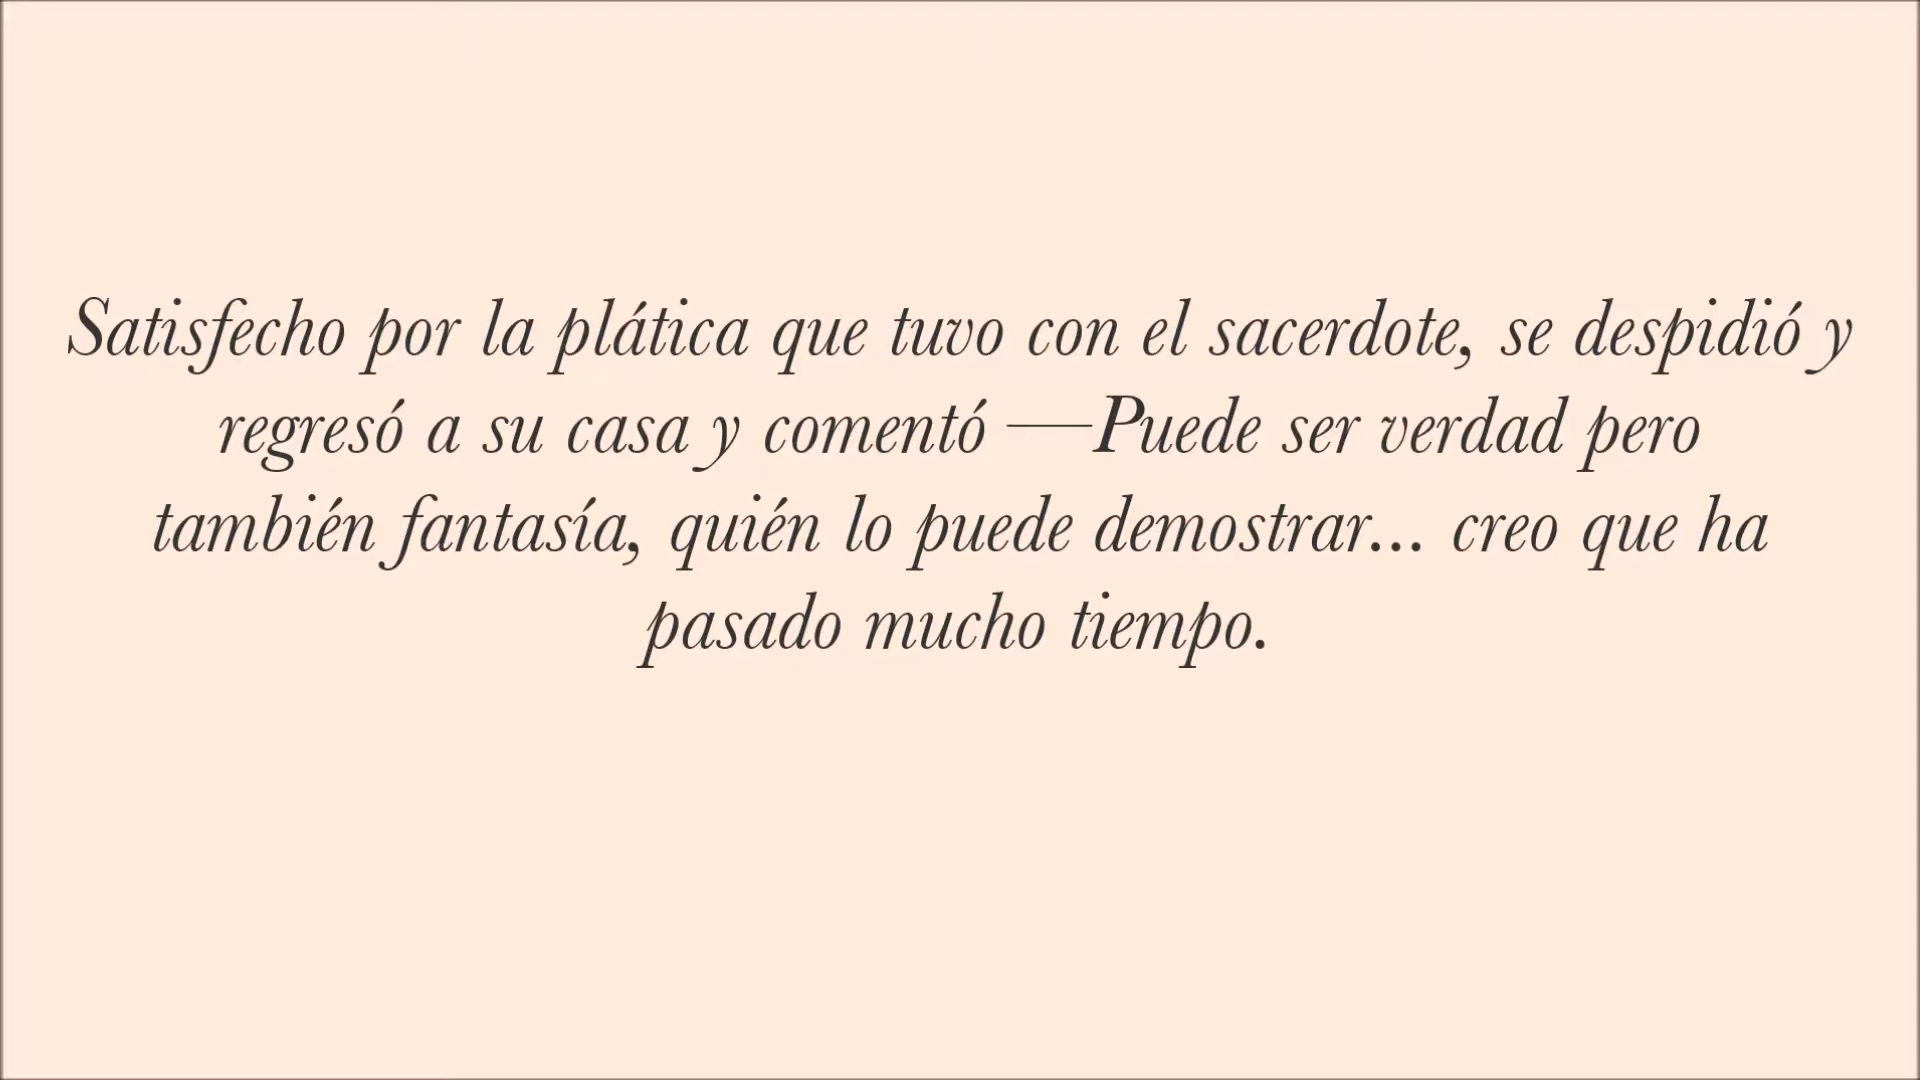 Satisfecho por la plática que tuvo con el sacerdote, se despidió y
regresó a su casa y comentó —Puede ser verdad pero
también fantasía, quién lo puede demostrar... creo que ha
pasado mucho tiempo.